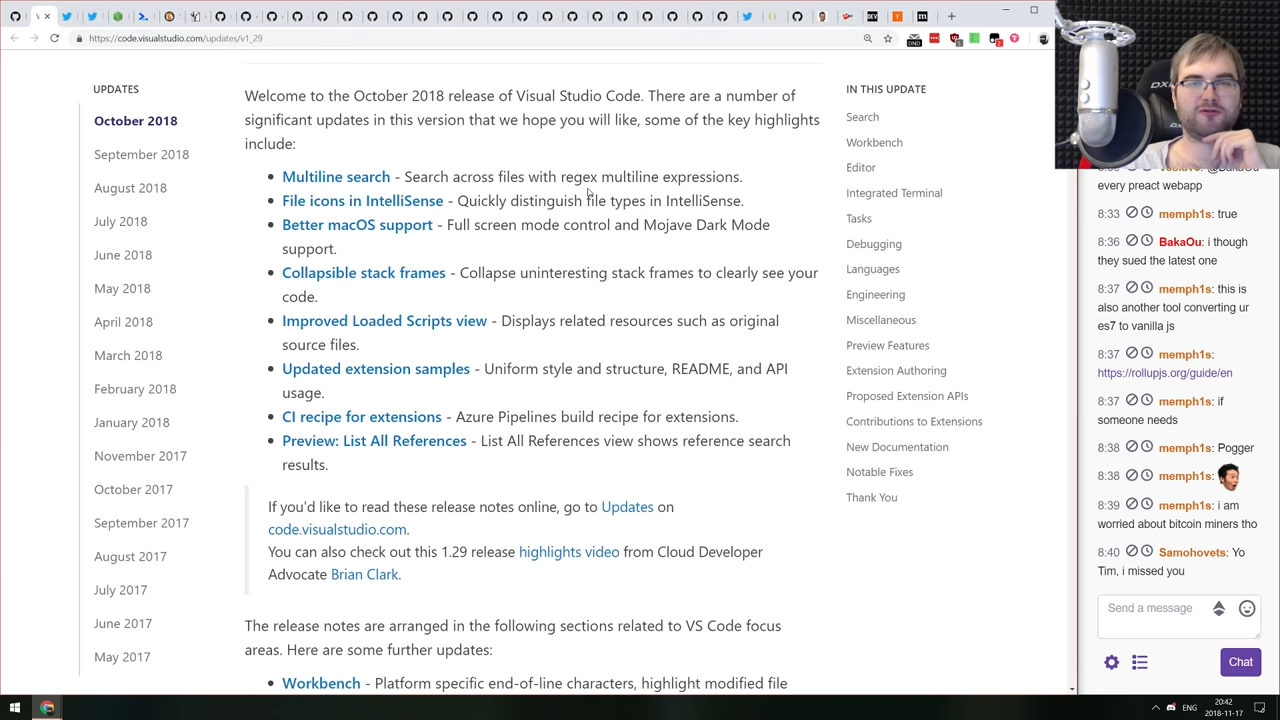 https://code.visualstudio.com/updates/v1_29
UPDATES
October 2018
September 2018
August 2018
July 2018
June 2018
May 2018
April 2018
March 2018
February 2018
January 2018
November 2017
October 2017
September 2017
August 2017
July 2017
June 2017
May 2017
Welcome to the October 2018 release of Visual Studio Code. There are a number of
significant updates in this version that we hope you will like, some of the key highlights
include:
Multiline search - Search across files with regex multiline expressions.
File icons in IntelliSense - Quickly distinguish file types in IntelliSense.
Better macOS support - Full screen mode control and Mojave Dark Mode
support.
Collapsible stack frames - Collapse uninteresting stack frames to clearly see your
code.
Improved Loaded Scripts view - Displays related resources such as original
source files.
Updated extension samples - Uniform style and structure, README, and API
usage.
CI recipe for extensions - Azure Pipelines build recipe for extensions.
Preview: List All References - List All References view shows reference search
results.
If you'd like to read these release notes online, go to Updates on
code.visualstudio.com.
You can also check out this 1.29 release highlights video from Cloud Developer
Advocate Brian Clark.
The release notes are arranged in the following sections related to VS Code focus
areas. Here are some further updates:
Workbench - Platform specific end-of-line characters, highlight modified file
IN THIS UPDATE
Search
Workbench
Editor
Integrated Terminal
Tasks
Debugging
Languages
Engineering
Miscellaneous
Preview Features
Extension Authoring
Proposed Extension APIs
Contributions to Extensions
New Documentation
Notable Fixes
Thank You
every preact webapp
8:33 memph1s: true
8:36 BakaOu: i though
they sued the latest one
8:37 memph1s: this is
also another tool converting ur
es7 to vanilla js
8:37 memph1s:
https://rollupjs.org/guide/en
8:37 memph1s: if
someone needs
8:38 memph1s: Pogger
8:38 memph1s:
8:39 memph1s: i am
worried about bitcoin miners tho
8:40 Samohovets: Yo
Tim, i missed you
Send a message
Chat
ENG
20:42
2018-11-17